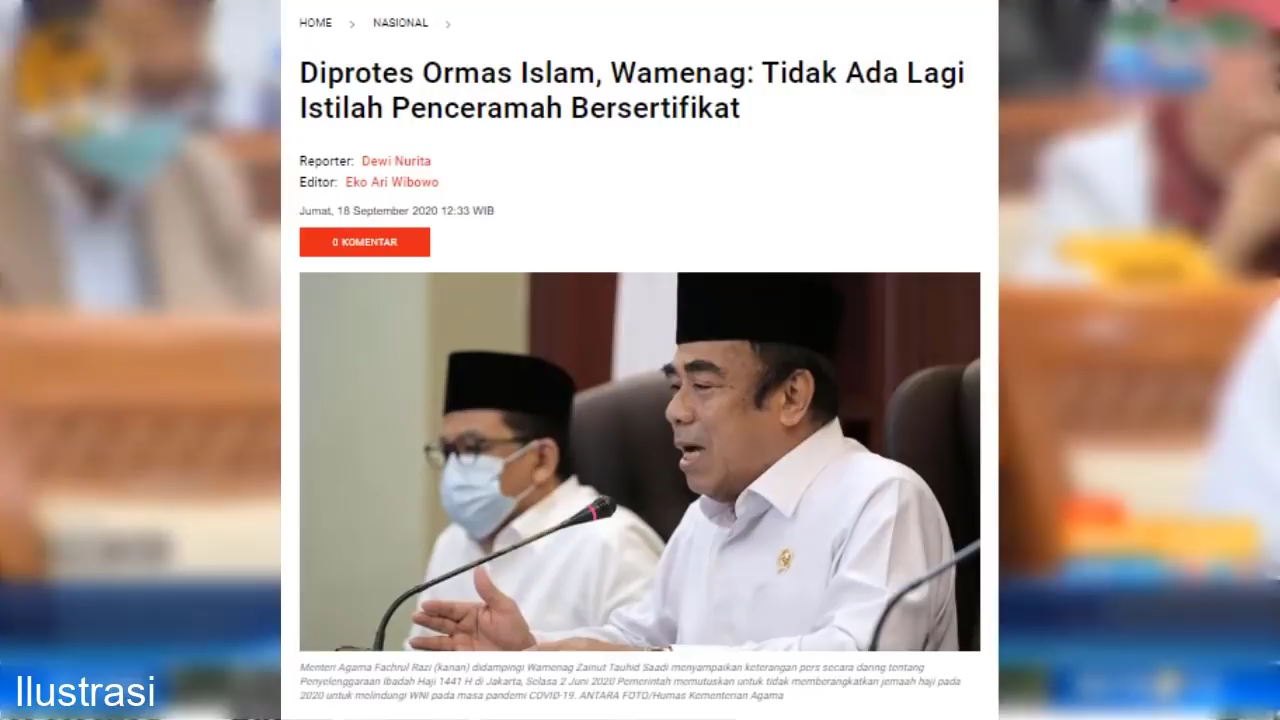 HOME > NASIONAL >
Diprotes Ormas Islam, Wamenag: Tidak Ada Lagi
Istilah Penceramah Bersertifikat
Reporter: Dewi Nurita
Editor: Eko Ari Wibowo
Jumat, 18 September 2020 12:33 WIB
0 KOMENTAR
Menteri Agama Fachrul Razi (kanan) didampingi Wamenag Zainut Tauhid Saadi menyampaikan keterangan pers secara daring tentang
Penyelenggaraan Ibadah Haji 1441 H di Jakarta, Selasa 2 Juni 2020 Pemerintah memutuskan untuk tidak memberangkatkan jemaah haji pada
2020 untuk melindungi WNI pada masa pandemi COVID-19. ANTARA FOTO/Humas Kementerian Agama
Ilustrasi